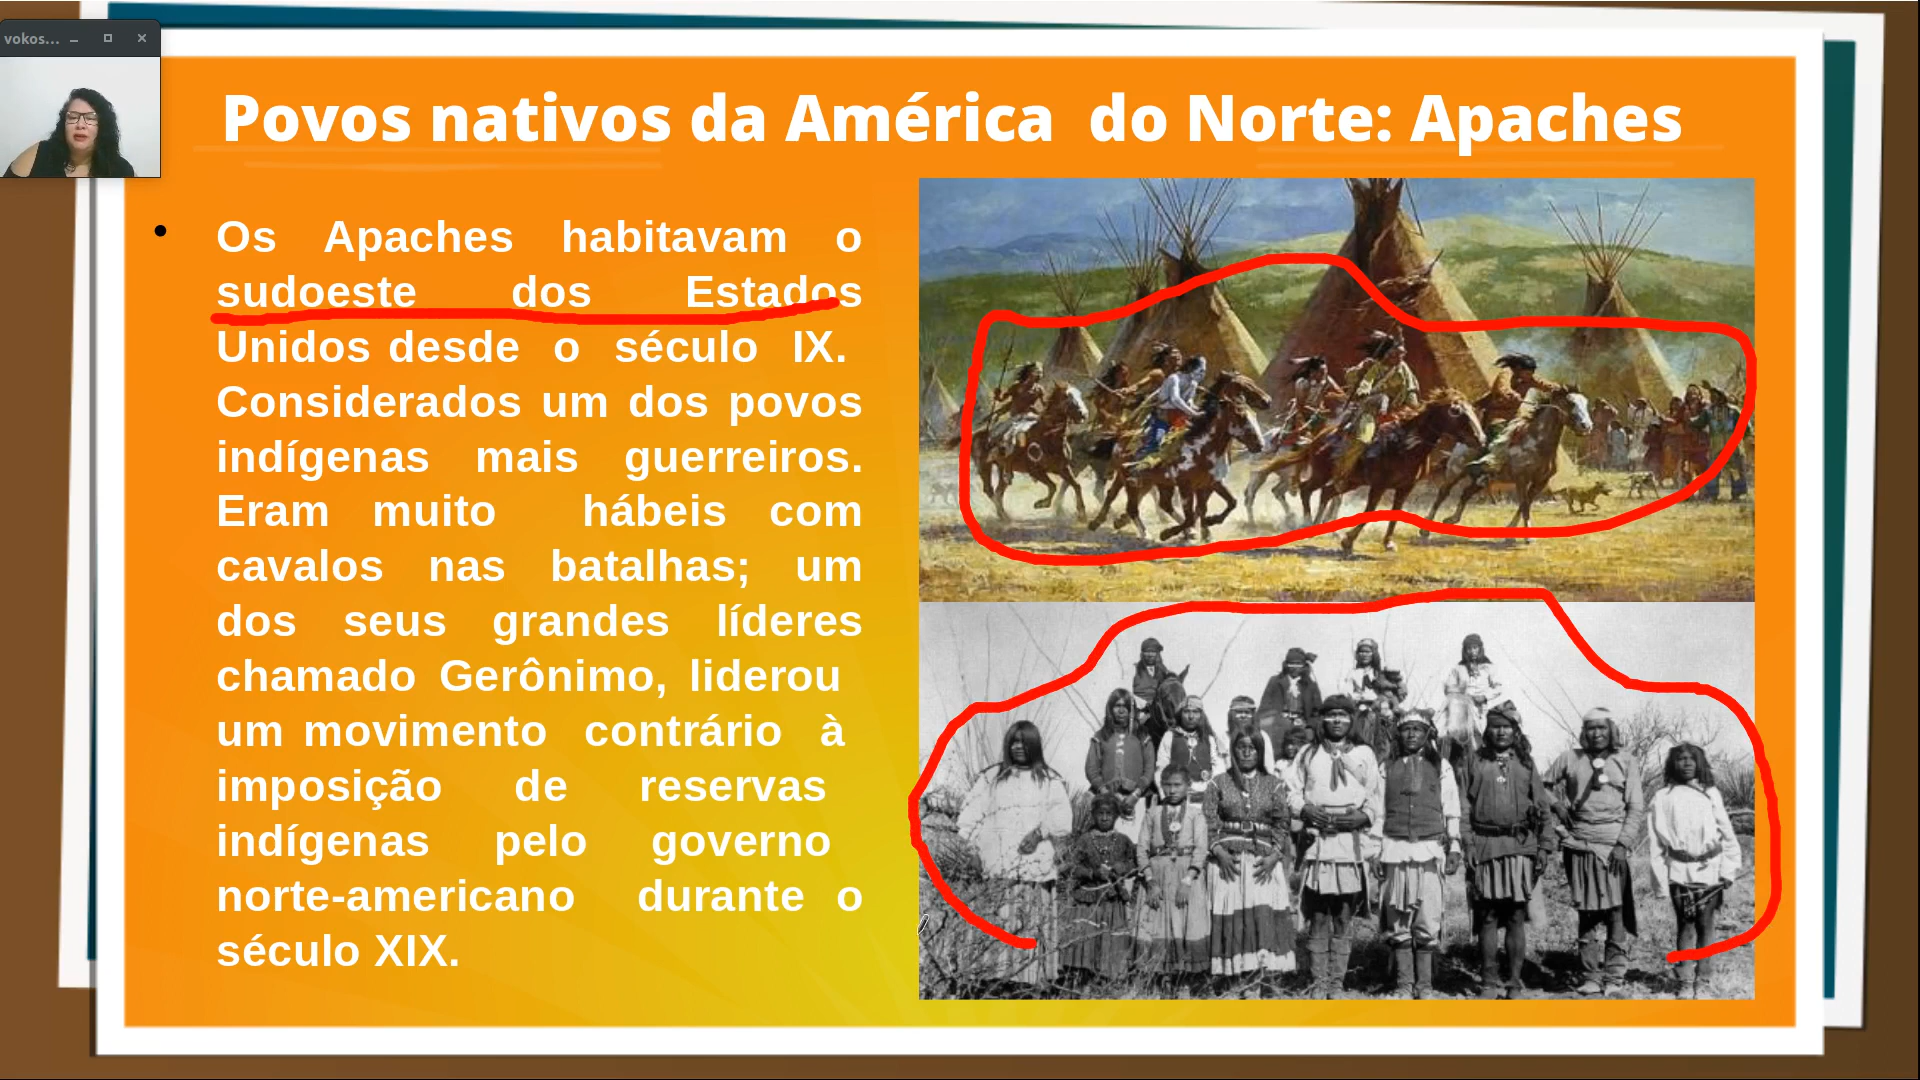 vokos...
Povos nativos da América do Norte: Apaches
• Os Apaches habitavam o
sudoeste dos Estados
Unidos desde o século IX.
Considerados um dos povos
indígenas mais guerreiros.
Eram muito hábeis com
cavalos nas batalhas; um
dos seus grandes líderes
chamado Gerônimo, liderou
um movimento contrário à
imposição de reservas
indígenas pelo governo
norte-americano durante o
século XIX.